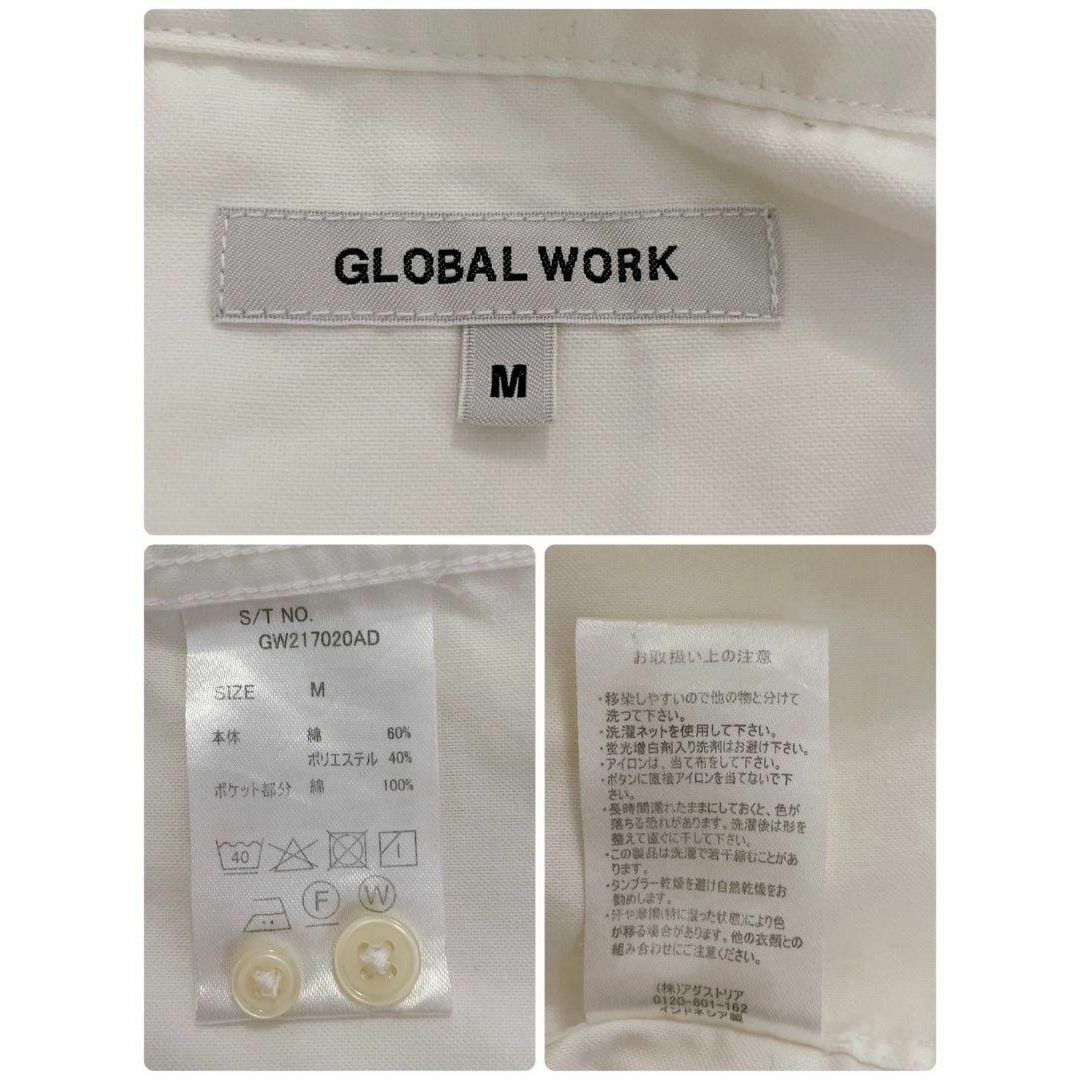 GLOBAL WORK
M
S/T NO.
GW217020AD
SIZE M
本体 綿 60%
ポリエステル 40%
ポケット部分 綿 100%
40
F W
お取扱い上の注意
・移染しやすいので他の物と分けて
洗つて下さい。
・洗濯ネットを使用して下さい。
・蛍光増白剤入り洗剤はお避け下さい。
・アイロンは、当て布をして下さい。
・ボタンに直接アイロンを当てないで下
さい。
・長時間濡れたままにしておくと、色が
落ちる恐れがあります。洗濯後は形を
整えて直ぐに干して下さい。
・この製品は洗濯で若干縮むことがあ
ります。
・タンブラー乾燥を避け自然乾燥をお
勧めします。
・汗や摩擦(特に湿った状態)により色
が移る場合があります。他の衣類との
組み合わせにご注意ください。
(株)アダストリア
0120-601-162
インドネシア製